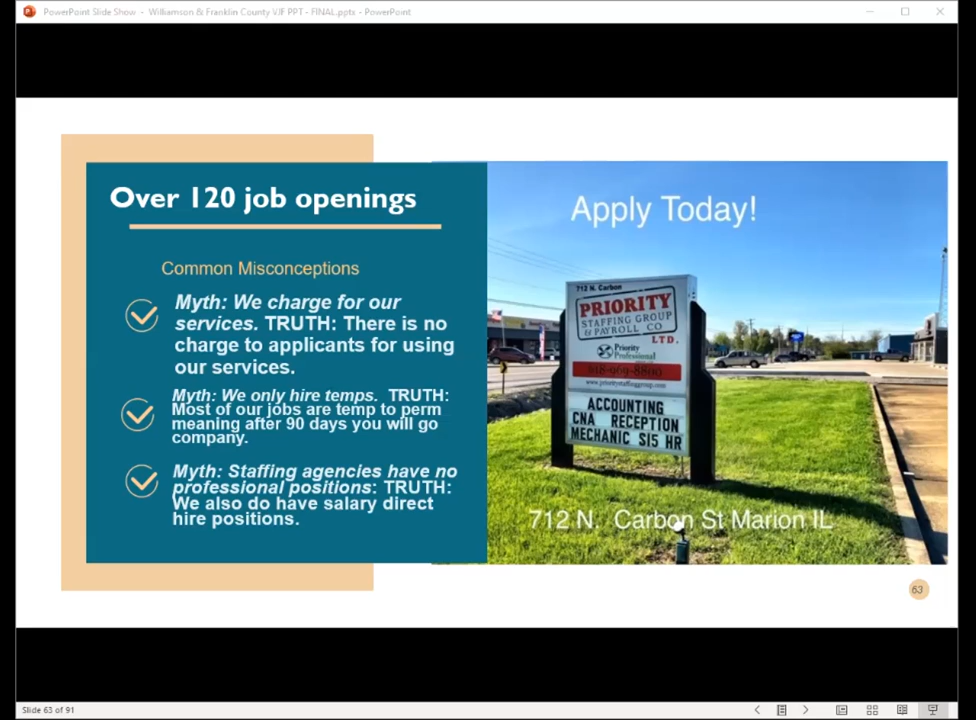 PowerPoint Slide Show - Williamson & Franklin County VJF PPT - FINAL.ppts - PowerPoint
Over 120 job openings
Common Misconceptions
Myth: We charge for our
services. TRUTH: There is no
charge to applicants for using
our services.
Myth: We only hire temps. TRUTH:
Most of our jobs are temp to perm
meaning after 90 days you will go
company.
Myth: Staffing agencies have no
professional positions: TRUTH:
We also do have salary direct
hire positions.
Apply Today!
712 N. Carbon
PRIORITY
STAFFING GROUP
& PAYROLL CO
LTD.
Priority
Professional
618-969-8800
www.prioritystaffinggroup.com
ACCOUNTING
CNA RECEPTION
MECHANIC $15 HR
712 N. Carbon St Marion IL
63
Slide 63 of 91